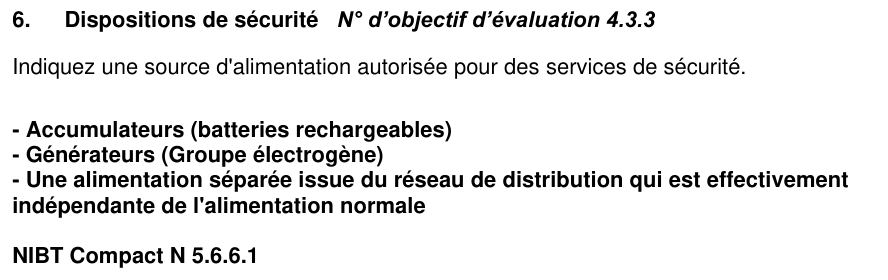 6. Dispositions de sécurité N° d’objectif d’évaluation 4.3.3
Indiquez une source d'alimentation autorisée pour des services de sécurité.
- Accumulateurs (batteries rechargeables)
- Générateurs (Groupe électrogène)
- Une alimentation séparée issue du réseau de distribution qui est effectivement
indépendante de l'alimentation normale
NIBT Compact N 5.6.6.1